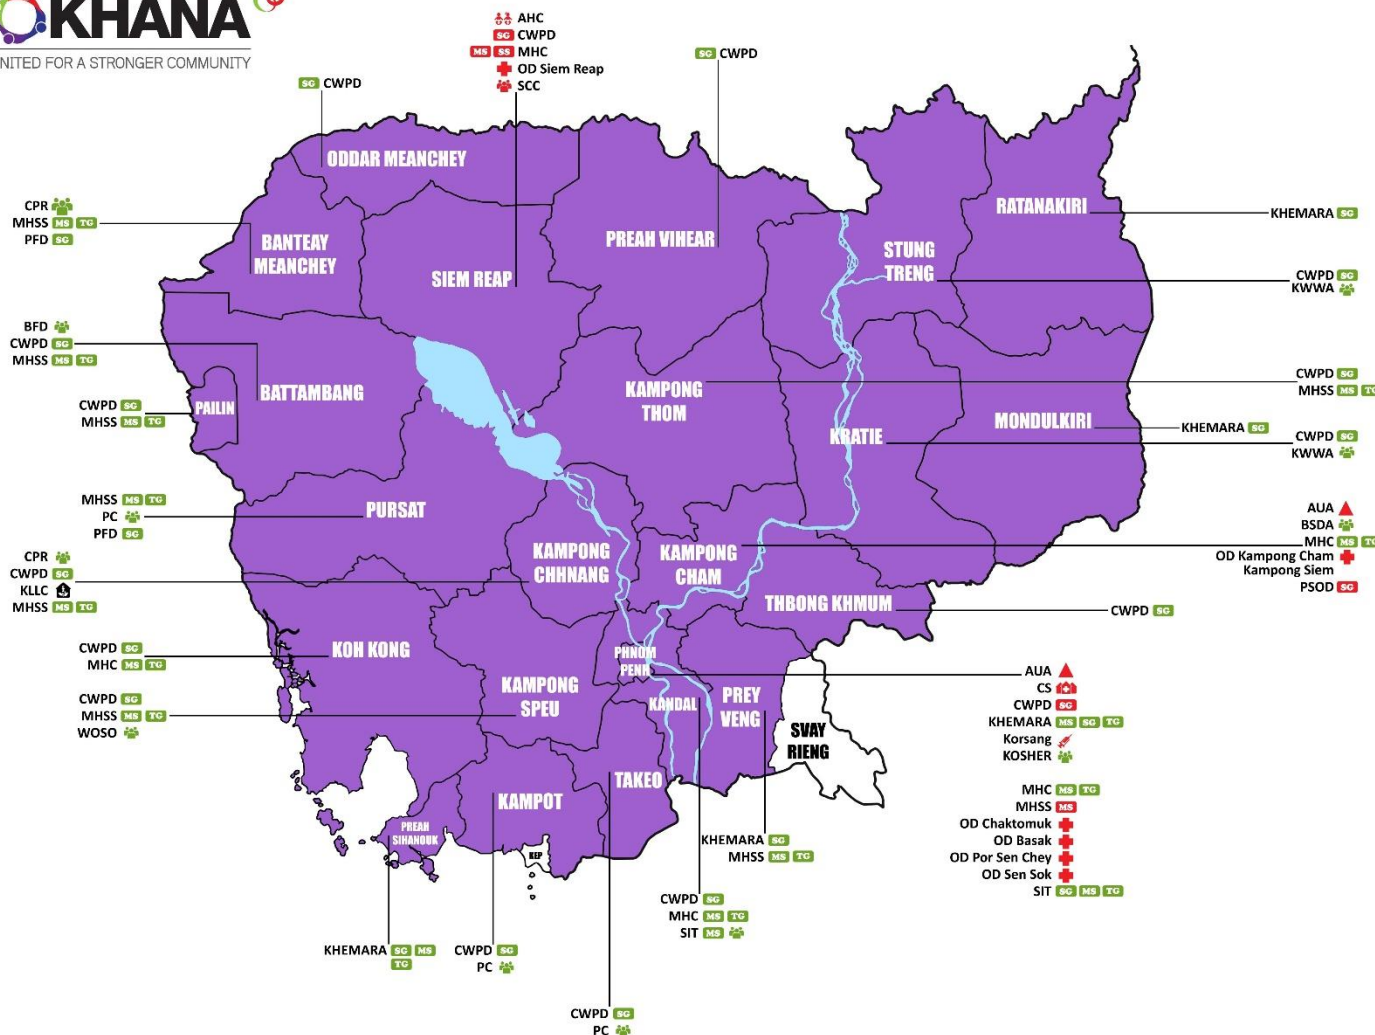 KHANA
NITED FOR A STRONGER COMMUNITY
AHC
SG CWPD
MS SS MHC
OD Siem Reap
SCC
SG CWPD
SG CWPD
ODDAR MEANCHEY
CPR
MHSS MS TG
PFD SG
BANTEAY
MEANCHEY
SIEM REAP
PREAH VIHEAR
STUNG
TRENG
RATANAKIRI
KHEMARA SG
CWPD SG
KWWA
BFD
CWPD SG
MHSS MS TG
BATTAMBANG
PAILIN
CWPD SG
MHSS MS TG
KAMPONG
THOM
CWPD SG
MHSS MS TG
KRATIE
MONDULKIRI
KHEMARA SG
CWPD SG
KWWA
MHSS MS TG
PC
PFD SG
PURSAT
CPR
CWPD SG
KLLC
MHSS MS TG
KAMPONG
CHHNANG
KAMPONG
CHAM
AUA
BSDA
MHC MS TG
OD Kampong Cham
Kampong Siem
PSOD SG
THBONG KHMUM
CWPD SG
CWPD SG
MHC MS TG
KOH KONG
CWPD SG
MHSS MS TG
WOSO
KAMPONG
SPEU
PHNOM
PENH
KANDAL
PREY
VENG
SVAY
RIENG
AUA
CS
CWPD SG
KHEMARA MS SG TG
Korsang
KOSHER
MHC MS TG
MHSS MS
OD Chaktomuk
OD Basak
OD Por Sen Chey
OD Sen Sok
SIT SG MS TG
TAKEO
KAMPOT
PREAH
SIHANOUK
KEP
KHEMARA SG
MHSS MS TG
CWPD SG
MHC MS TG
SIT MS
KHEMARA SG MS
TG
CWPD SG
PC
CWPD SG
PC